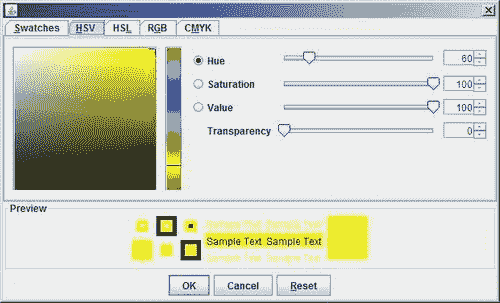 Swatches HSV HSL RGB CMYK
Hue 60
Saturation 100
Value 100
Transparency 0
Preview
Sample Text Sample Text
Sample Text Sample Text
Sample Text Sample Text
OK Cancel Reset